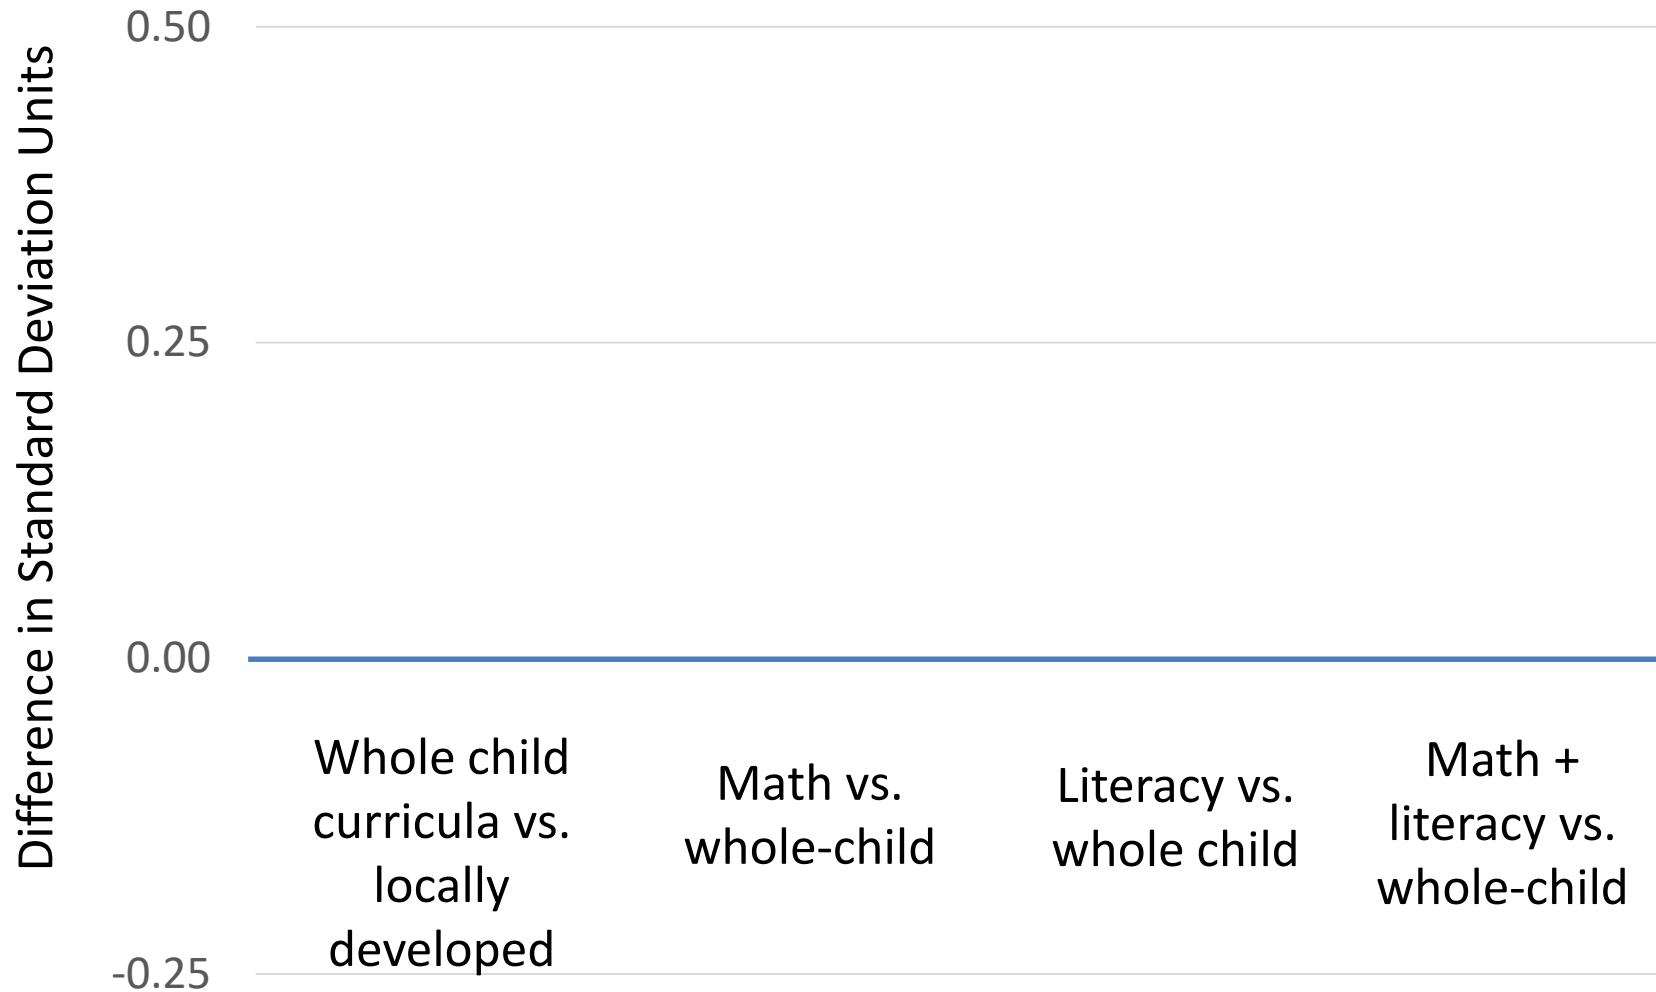 Difference in Standard Deviation Units
0.50
0.25
0.00
-0.25
Whole child
curricula vs.
locally
developed
Math vs.
whole-child
Literacy vs.
whole child
Math +
literacy vs.
whole-child